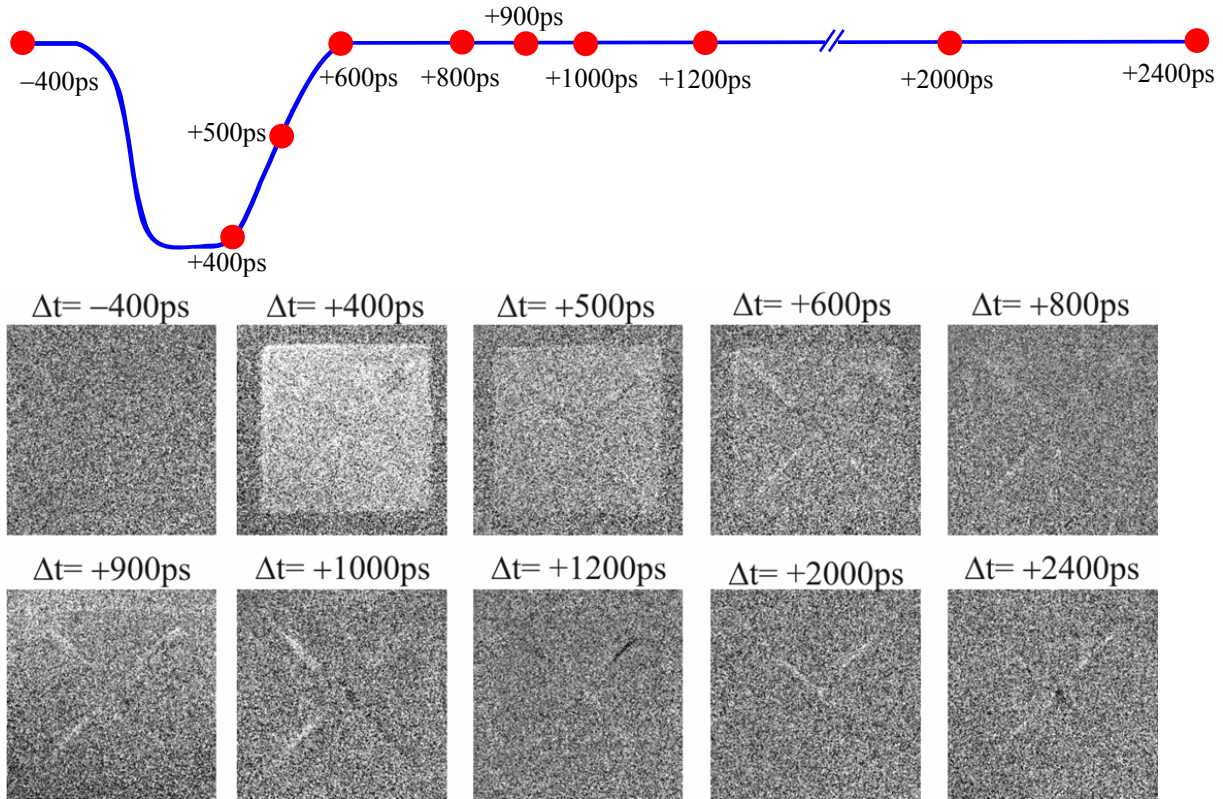 +900ps
−400ps
+600ps
+800ps
+1000ps
+1200ps
+2000ps
+2400ps
+500ps
+400ps
Δt= −400ps
Δt= +400ps
Δt= +500ps
Δt= +600ps
Δt= +800ps
Δt= +900ps
Δt= +1000ps
Δt= +1200ps
Δt= +2000ps
Δt= +2400ps